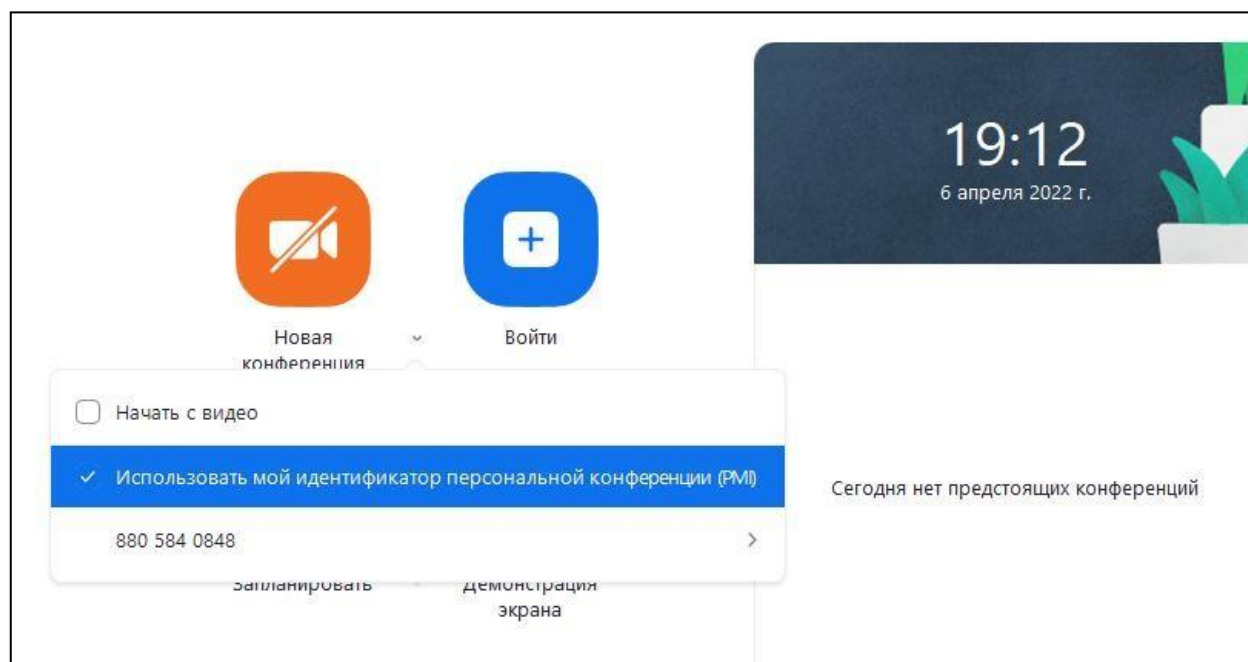 19:12
6 апреля 2022 г.
Новая
конференция
Войти
Начать с видео
Использовать мой идентификатор персональной конференции (PMI)
880 584 0848
Запланировать
Демонстрация
экрана
Сегодня нет предстоящих конференций